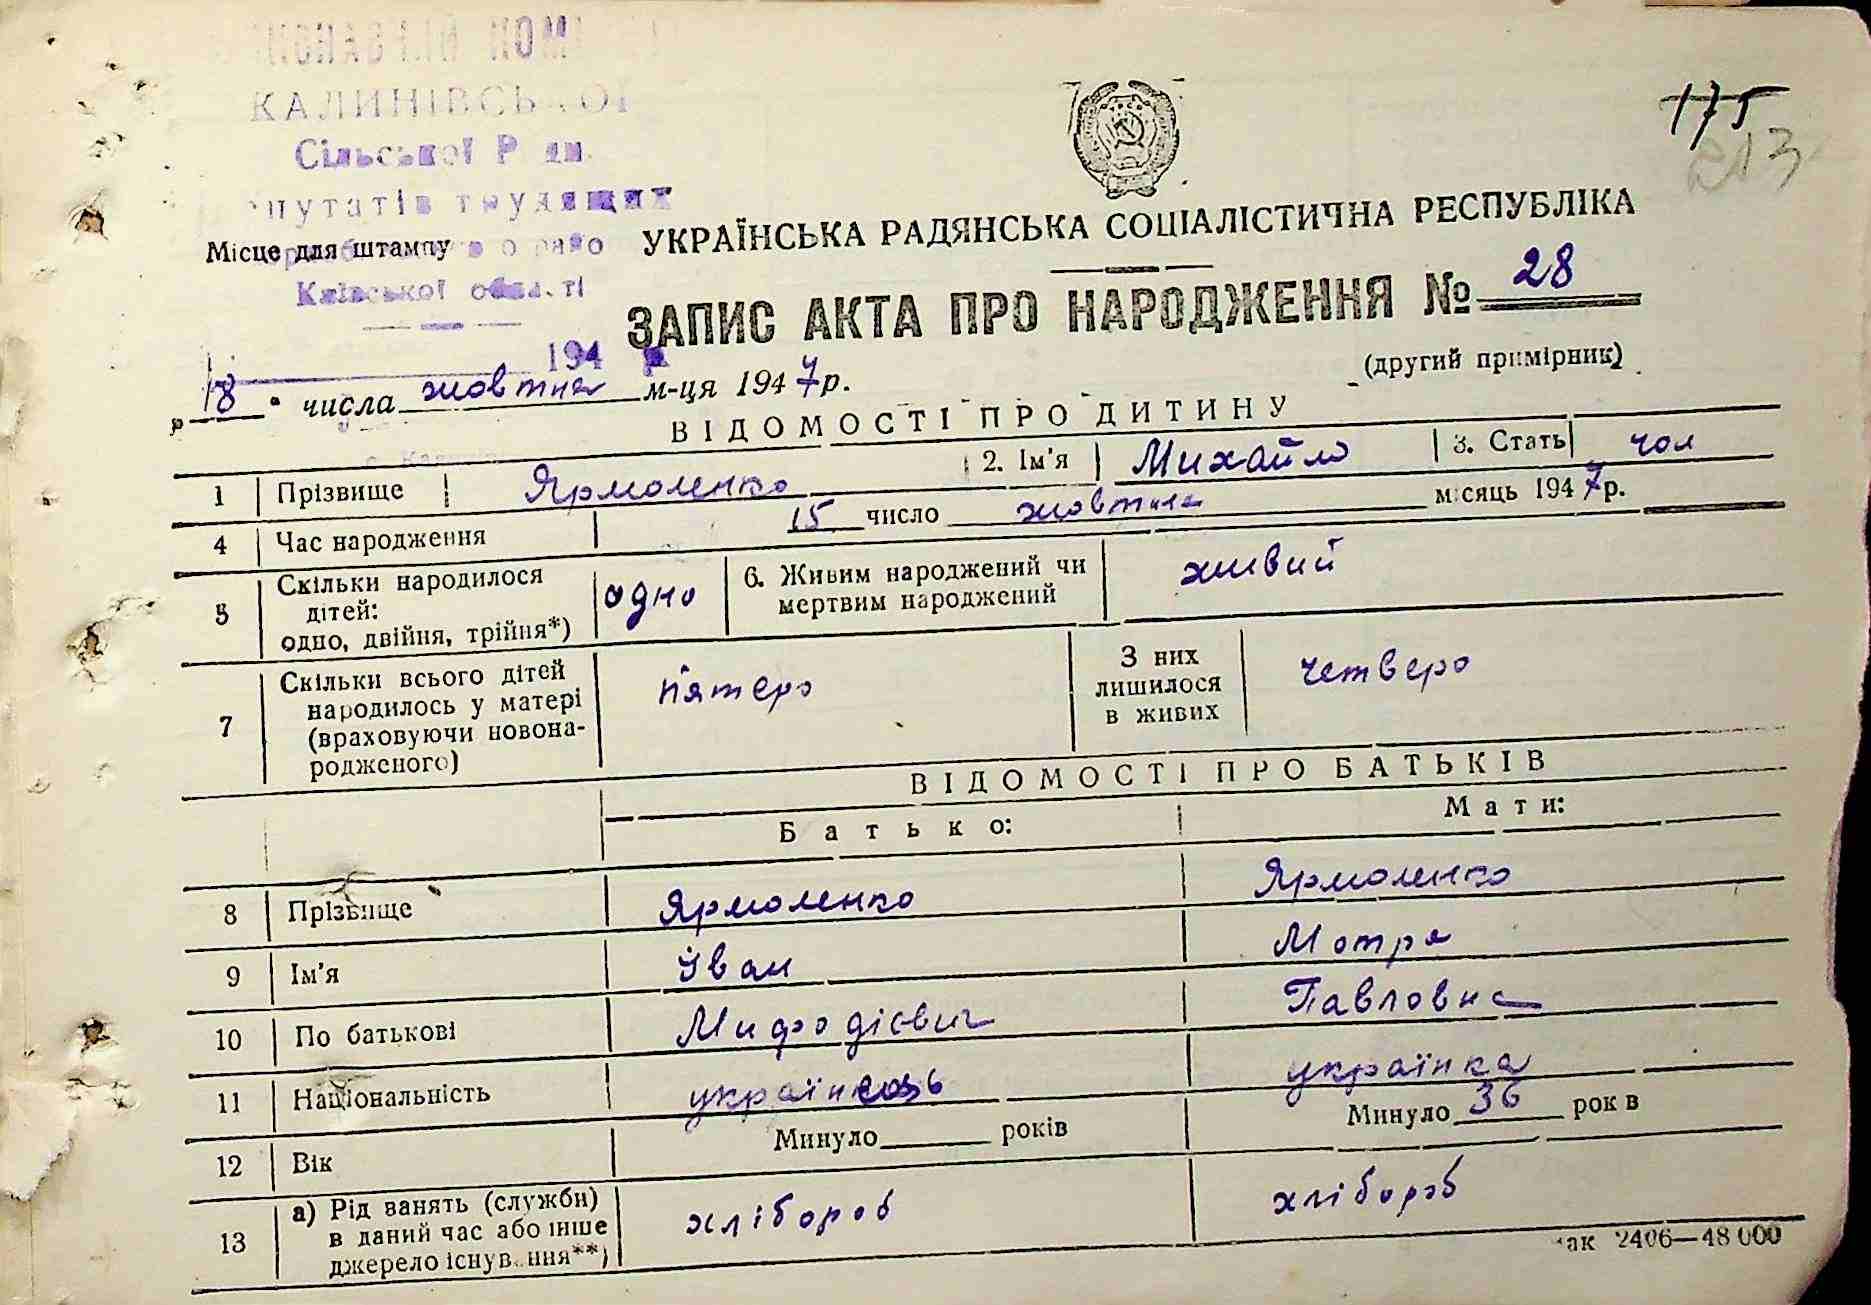 КАЛИНІВСЬКОЇ
Сільської Ради
депутатів трудящих
Місце для штампу
Київської області
194 р.
175
213
УКРАЇНСЬКА РАДЯНСЬКА СОЦІАЛІСТИЧНА РЕСПУБЛІКА
ЗАПИС АКТА ПРО НАРОДЖЕННЯ № 28
(другий примірник)
„18“ числа жовтня м-ця 1947 р.
ВІДОМОСТІ ПРО ДИТИНУ
1 Прізвище Ярмоленко 2. Ім'я Михайло 3. Стать чол
4 Час народження 15 число жовтня місяць 1947 р.
5 Скільки народилося дітей: одно, двійня, трійня*) одно 6. Живим народжений чи мертвим народжений живий
7 Скільки всього дітей народилось у матері (враховуючи новона-родженого) п'ятеро З них лишилося в живих четверо
ВІДОМОСТІ ПРО БАТЬКІВ
Батько: Мати:
8 Прізвище Ярмоленко Ярмоленко
9 Ім'я Іван Мотря
10 По батькові Мифодієвич Павловна
11 Національність українець українка
12 Вік Минуло років Минуло 36 років
13 а) Рід занять (служби) в даний час або інше джерело існування**) хлібороб хлібороб
Зак 2406—48 000